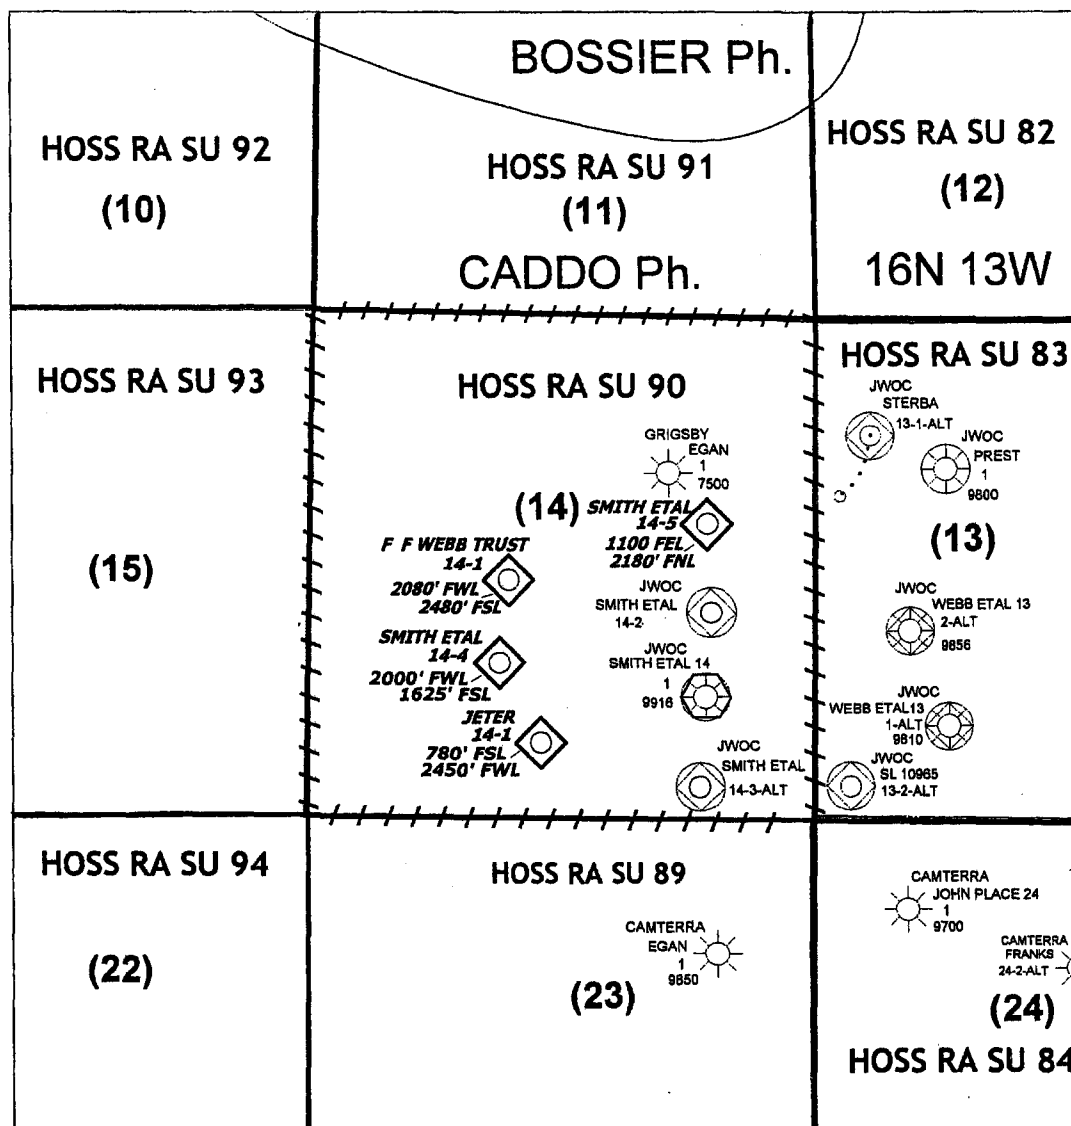 BOSSIER Ph.
HOSS RA SU 92
(10)
HOSS RA SU 91
(11)
HOSS RA SU 82
(12)
CADDO Ph.
16N 13W
HOSS RA SU 93
(15)
HOSS RA SU 90
(14)
GRIGSBY
EGAN
1
7500
SMITH ETAL
14-5
1100 FEL
2180' FNL
F F WEBB TRUST
14-1
2080' FWL
2480' FSL
JWOC
SMITH ETAL
14-2
SMITH ETAL
14-4
2000' FWL
1625' FSL
JWOC
SMITH ETAL 14
1
9916
JETER
14-1
780' FSL
2450' FWL
JWOC
SMITH ETAL
14-3-ALT
HOSS RA SU 83
JWOC
STERBA
13-1-ALT
JWOC
PREST
1
9800
(13)
JWOC
WEBB ETAL 13
2-ALT
9856
JWOC
WEBB ETAL13
1-ALT
9810
JWOC
SL 10965
13-2-ALT
HOSS RA SU 94
(22)
HOSS RA SU 89
CAMTERRA
EGAN
1
9850
(23)
CAMTERRA
JOHN PLACE 24
1
9700
CAMTERRA
FRANKS
24-2-ALT
(24)
HOSS RA SU 84